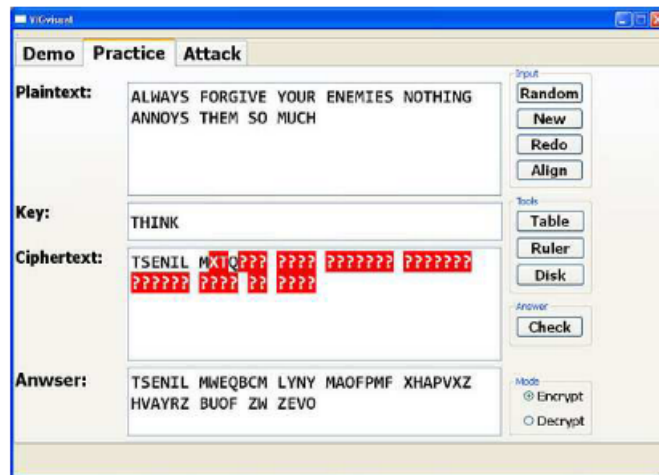 VIGvisual
Demo Practice Attack
Plaintext:
ALWAYS FORGIVE YOUR ENEMIES NOTHING
ANNOYS THEM SO MUCH
Key:
THINK
Ciphertext:
TSENIL MXTQ??? ???? ??????? ???????
?????? ???? ?? ????
Anwser:
TSENIL MWEQBCM LYNY MAOFPMF XHAPVXZ
HVAYRZ BUOF ZW ZEVO
Input
Random
New
Redo
Align
Tools
Table
Ruler
Disk
Answer
Check
Mode
Encrypt
Decrypt